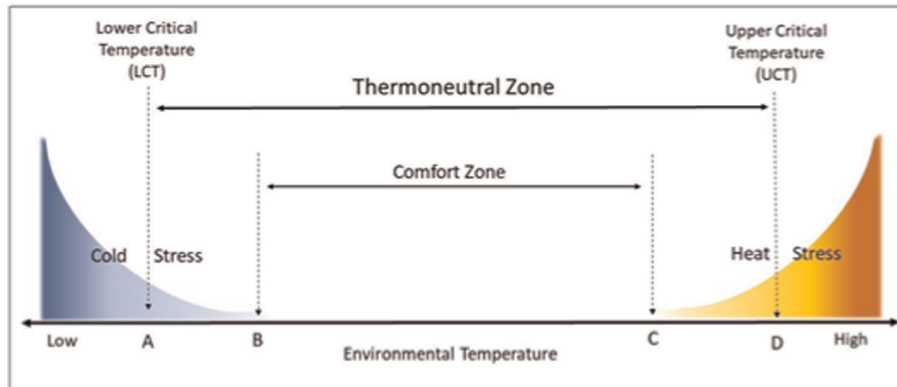 Lower Critical
Temperature
(LCT)
Upper Critical
Temperature
(UCT)
Thermoneutral Zone
Comfort Zone
Cold Stress
Heat Stress
Low
A
B
Environmental Temperature
C
D
High